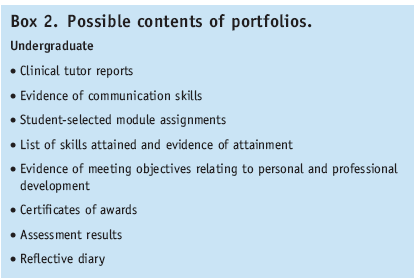 Box 2. Possible contents of portfolios.
Undergraduate
• Clinical tutor reports
• Evidence of communication skills
• Student-selected module assignments
• List of skills attained and evidence of attainment
• Evidence of meeting objectives relating to personal and professional
development
• Certificates of awards
• Assessment results
• Reflective diary